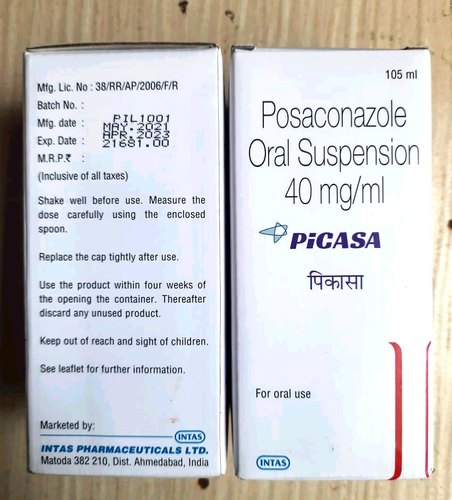 Mfg. Lic. No : 38/RR/AP/2006/F/R
Batch No. :
PIL1001
Mfg. date :
MAY.2021
Exp. Date :
APR.2023
21681.00
M.R.P.₹ :
(Inclusive of all taxes)
Shake well before use. Measure the
dose carefully using the enclosed
spoon.
Replace the cap tightly after use.
Use the product within four weeks of
the opening the container. Thereafter
discard any unused product.
Keep out of reach and sight of children.
See leaflet for further information.
Marketed by:
INTAS
INTAS PHARMACEUTICALS LTD.
Matoda 382 210, Dist. Ahmedabad, India
105 ml
Posaconazole
Oral Suspension
40 mg/ml
PiCASA
पिकासा
For oral use
INTAS